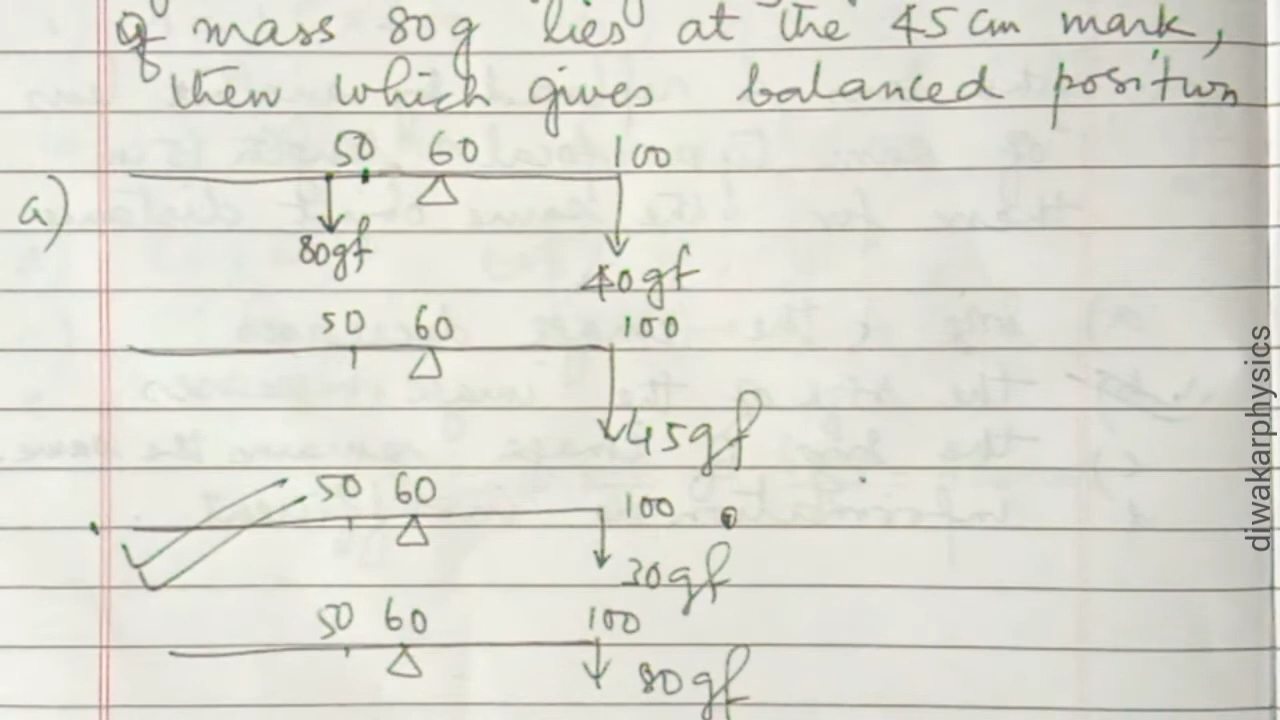 of mass 80g lies at the 45 cm mark,
then which gives balanced position
50 60 100
a)
80gf
40gf
50 60 100
45gf
50 60 100
30gf
50 60 100
80gf
diwakarphysics